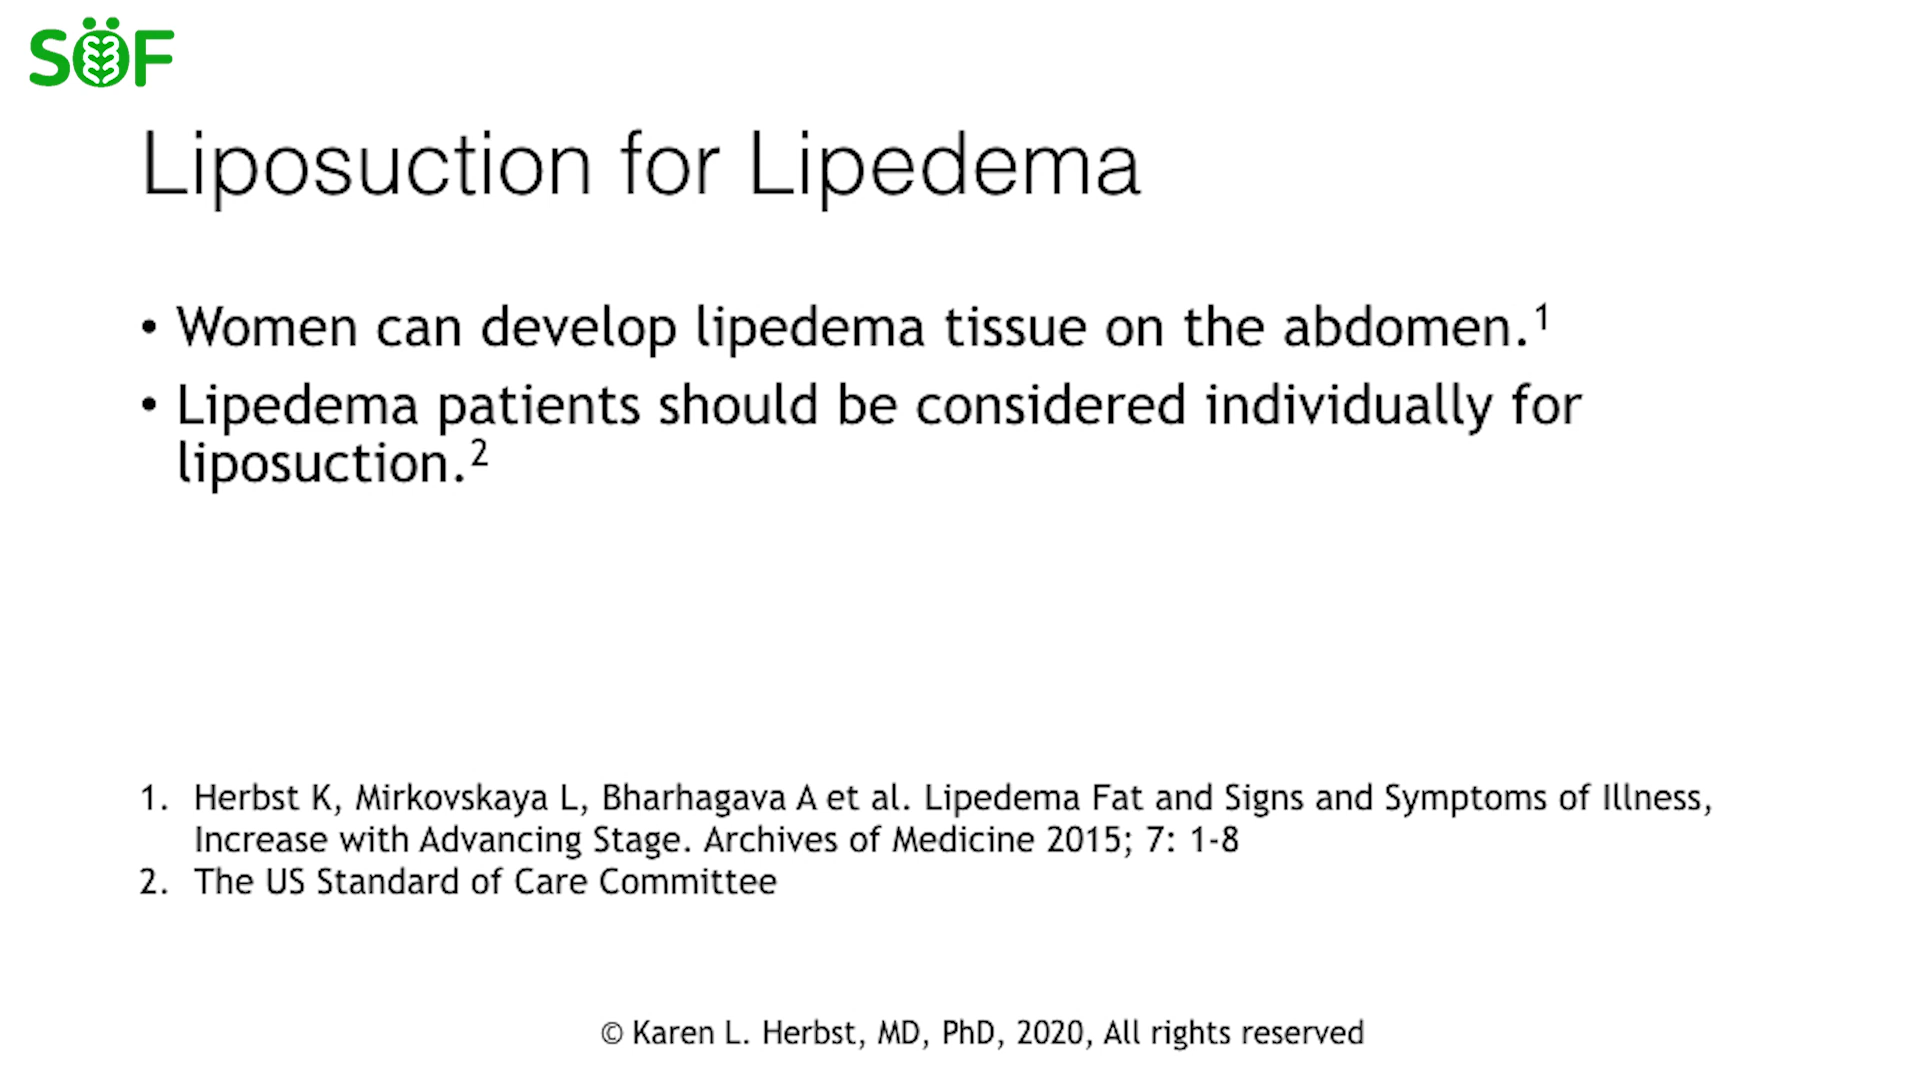 SÖF
Liposuction for Lipedema
• Women can develop lipedema tissue on the abdomen.¹
• Lipedema patients should be considered individually for
liposuction.²
1. Herbst K, Mirkovskaya L, Bharhagava A et al. Lipedema Fat and Signs and Symptoms of Illness,
Increase with Advancing Stage. Archives of Medicine 2015; 7: 1-8
2. The US Standard of Care Committee
© Karen L. Herbst, MD, PhD, 2020, All rights reserved